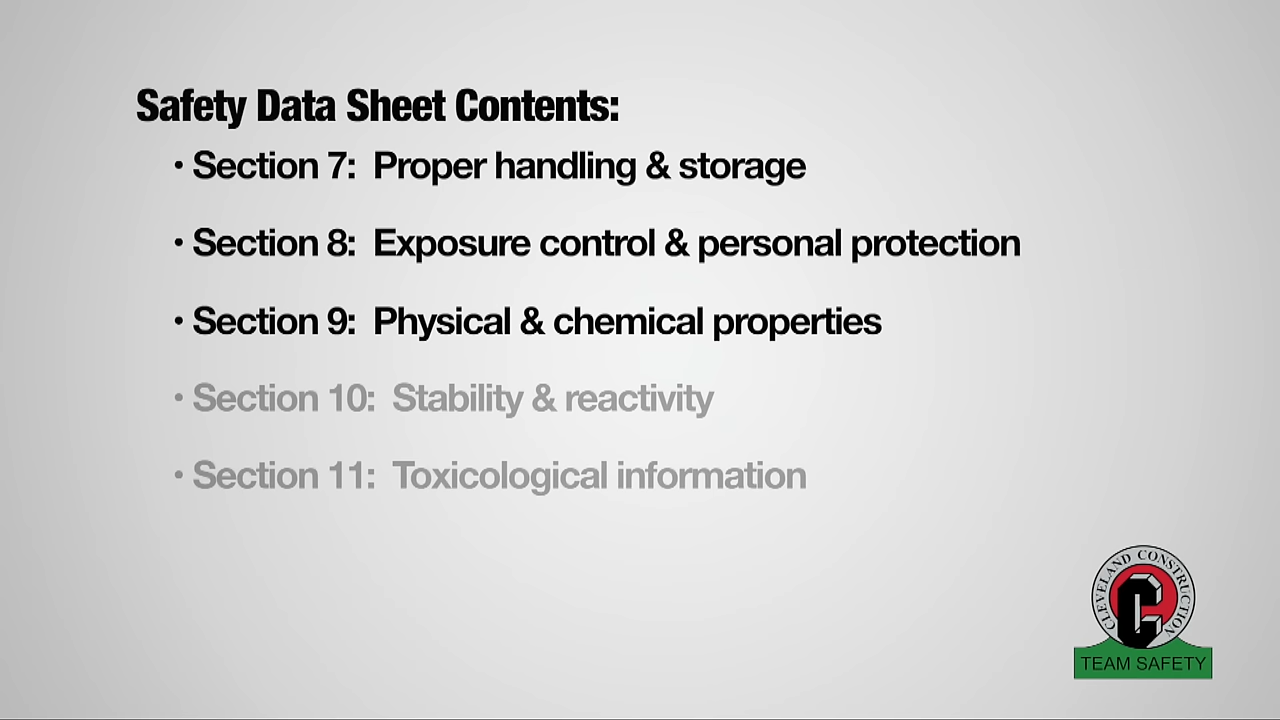 Safety Data Sheet Contents:
• Section 7: Proper handling & storage
• Section 8: Exposure control & personal protection
• Section 9: Physical & chemical properties
• Section 10: Stability & reactivity
• Section 11: Toxicological information
CLEVELAND CONSTRUCTION
C
TEAM SAFETY